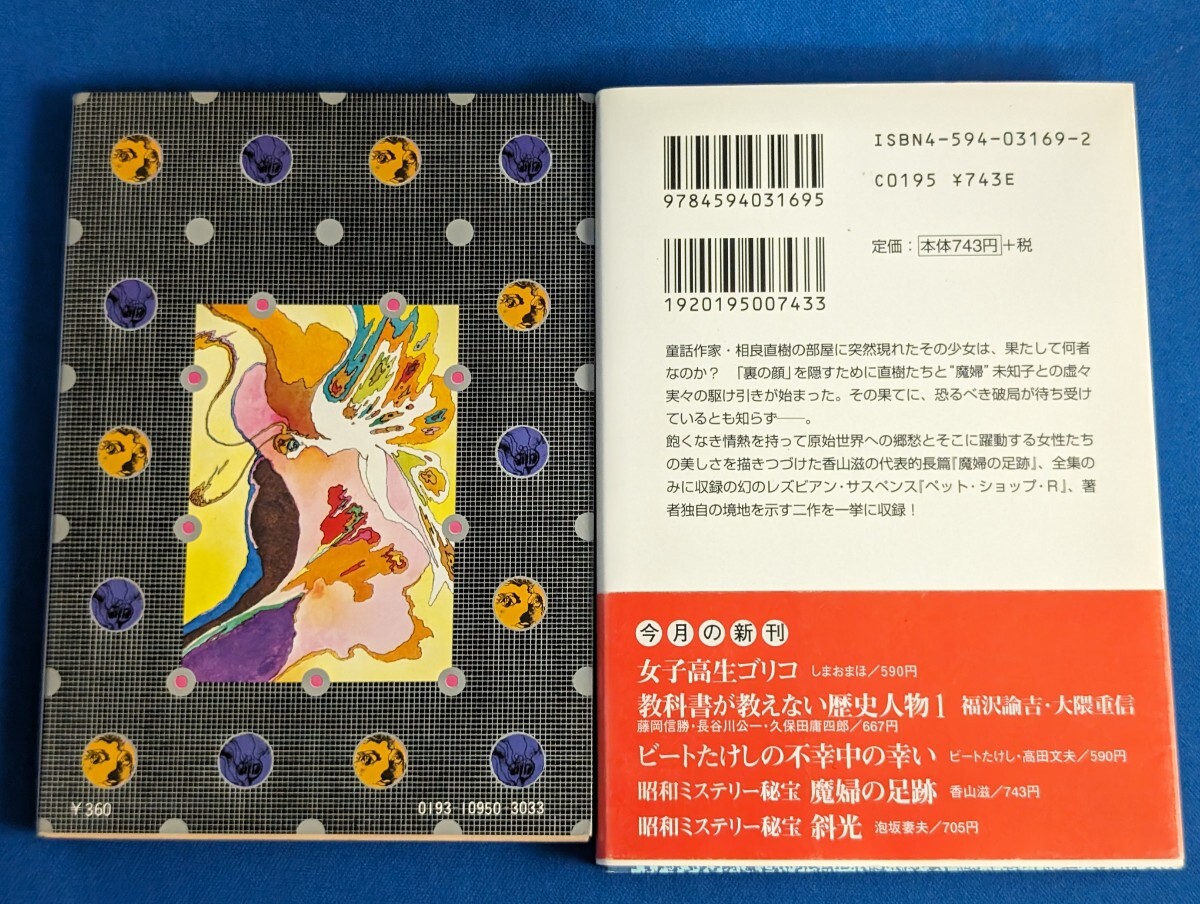 ¥360
0193 10950 3033
ISBN4-594-03169-2
9784594031695
C0195 ¥743E
定価：本体743円+税
1920195007433
童話作家・相良直樹の部屋に突然現れたその少女は、果たして何者
なのか？　「裏の顔」を隠すために直樹たちと“魔婦”未知子との虚々
実々の駆け引きが始まった。その果てに、恐るべき破局が待ち受け
ているとも知らず──。
飽くなき情熱を持って原始世界への郷愁とそこに躍動する女性たち
の美しさを描きつづけた香山滋の代表的長篇『魔婦の足跡』、全集の
みに収録の幻のレズビアン・サスペンス『ペット・ショップ・R』、著
者独自の境地を示す二作を一挙に収録！
今月の新刊
女子高生ゴリコ　しまおまほ／590円
教科書が教えない歴史人物1　福沢諭吉・大隈重信
藤岡信勝・長谷川公一・久保田庸四郎／667円
ビートたけしの不幸中の幸い　ビートたけし・高田文夫／590円
昭和ミステリー秘宝　魔婦の足跡　香山滋／743円
昭和ミステリー秘宝　斜光　泡坂妻夫／705円